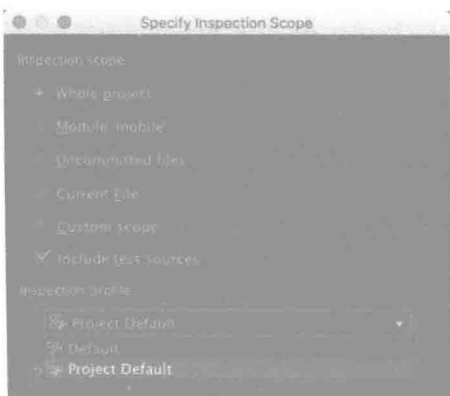 Specify Inspection Scope
Inspection scope
Whole project
Module 'mobile'
Uncommitted files
Current File
Custom scope
Include test sources
Inspection profile
Project Default
Default
Project Default